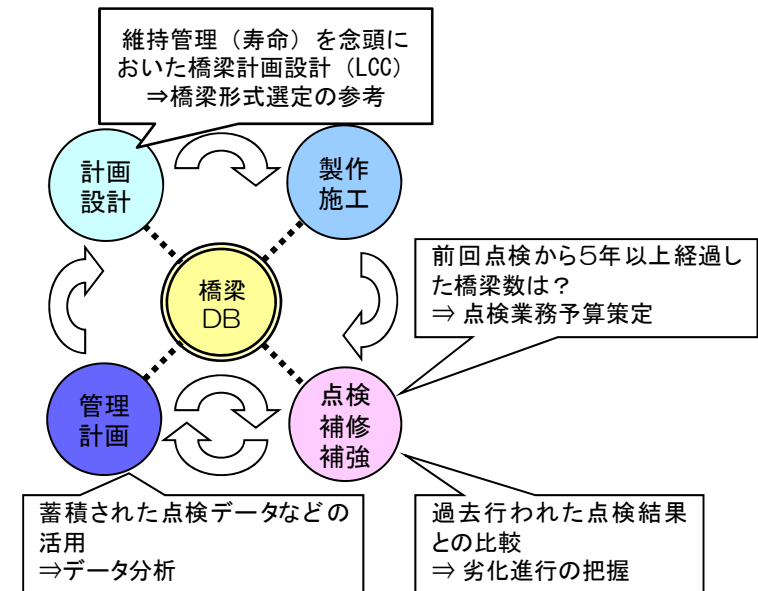 維持管理（寿命）を念頭に
おいた橋梁計画設計（LCC）
⇒橋梁形式選定の参考
計画
設計
製作
施工
前回点検から５年以上経過し
た橋梁数は？
⇒ 点検業務予算策定
橋梁
ＤＢ
管理
計画
点検
補修
補強
蓄積された点検データなどの
活用
⇒データ分析
過去行われた点検結果
との比較
⇒ 劣化進行の把握